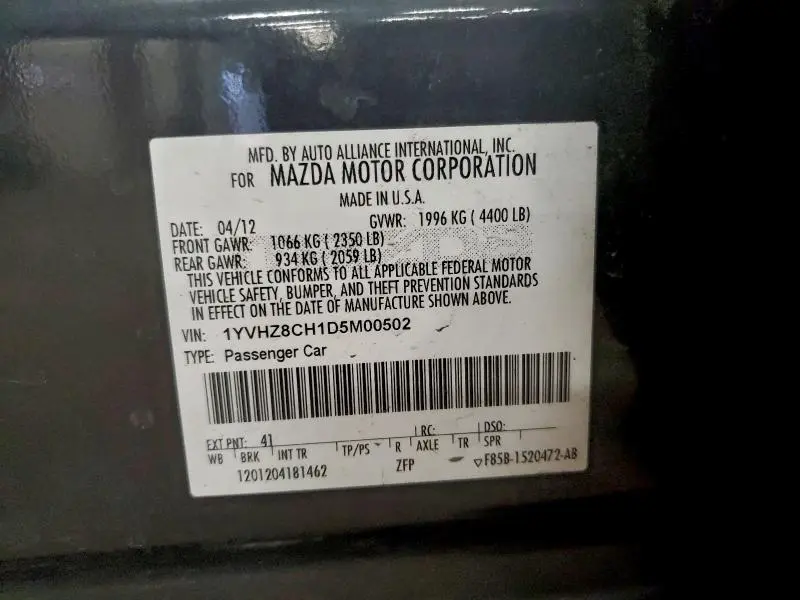 MFD. BY AUTO ALLIANCE INTERNATIONAL, INC.
FOR MAZDA MOTOR CORPORATION
MADE IN U.S.A.
DATE: 04/12 GVWR: 1996 KG ( 4400 LB)
FRONT GAWR: 1066 KG ( 2350 LB)
REAR GAWR: 934 KG ( 2059 LB)
THIS VEHICLE CONFORMS TO ALL APPLICABLE FEDERAL MOTOR
VEHICLE SAFETY, BUMPER, AND THEFT PREVENTION STANDARDS
IN EFFECT ON THE DATE OF MANUFACTURE SHOWN ABOVE.
VIN: 1YVHZ8CH1D5M00502
TYPE: Passenger Car
EXT PNT: 41 RC: DSO:
WB BRK INT TR TP/PS R AXLE TR SPR
1201204181462 ZFP ▽F85B-1520472-AB